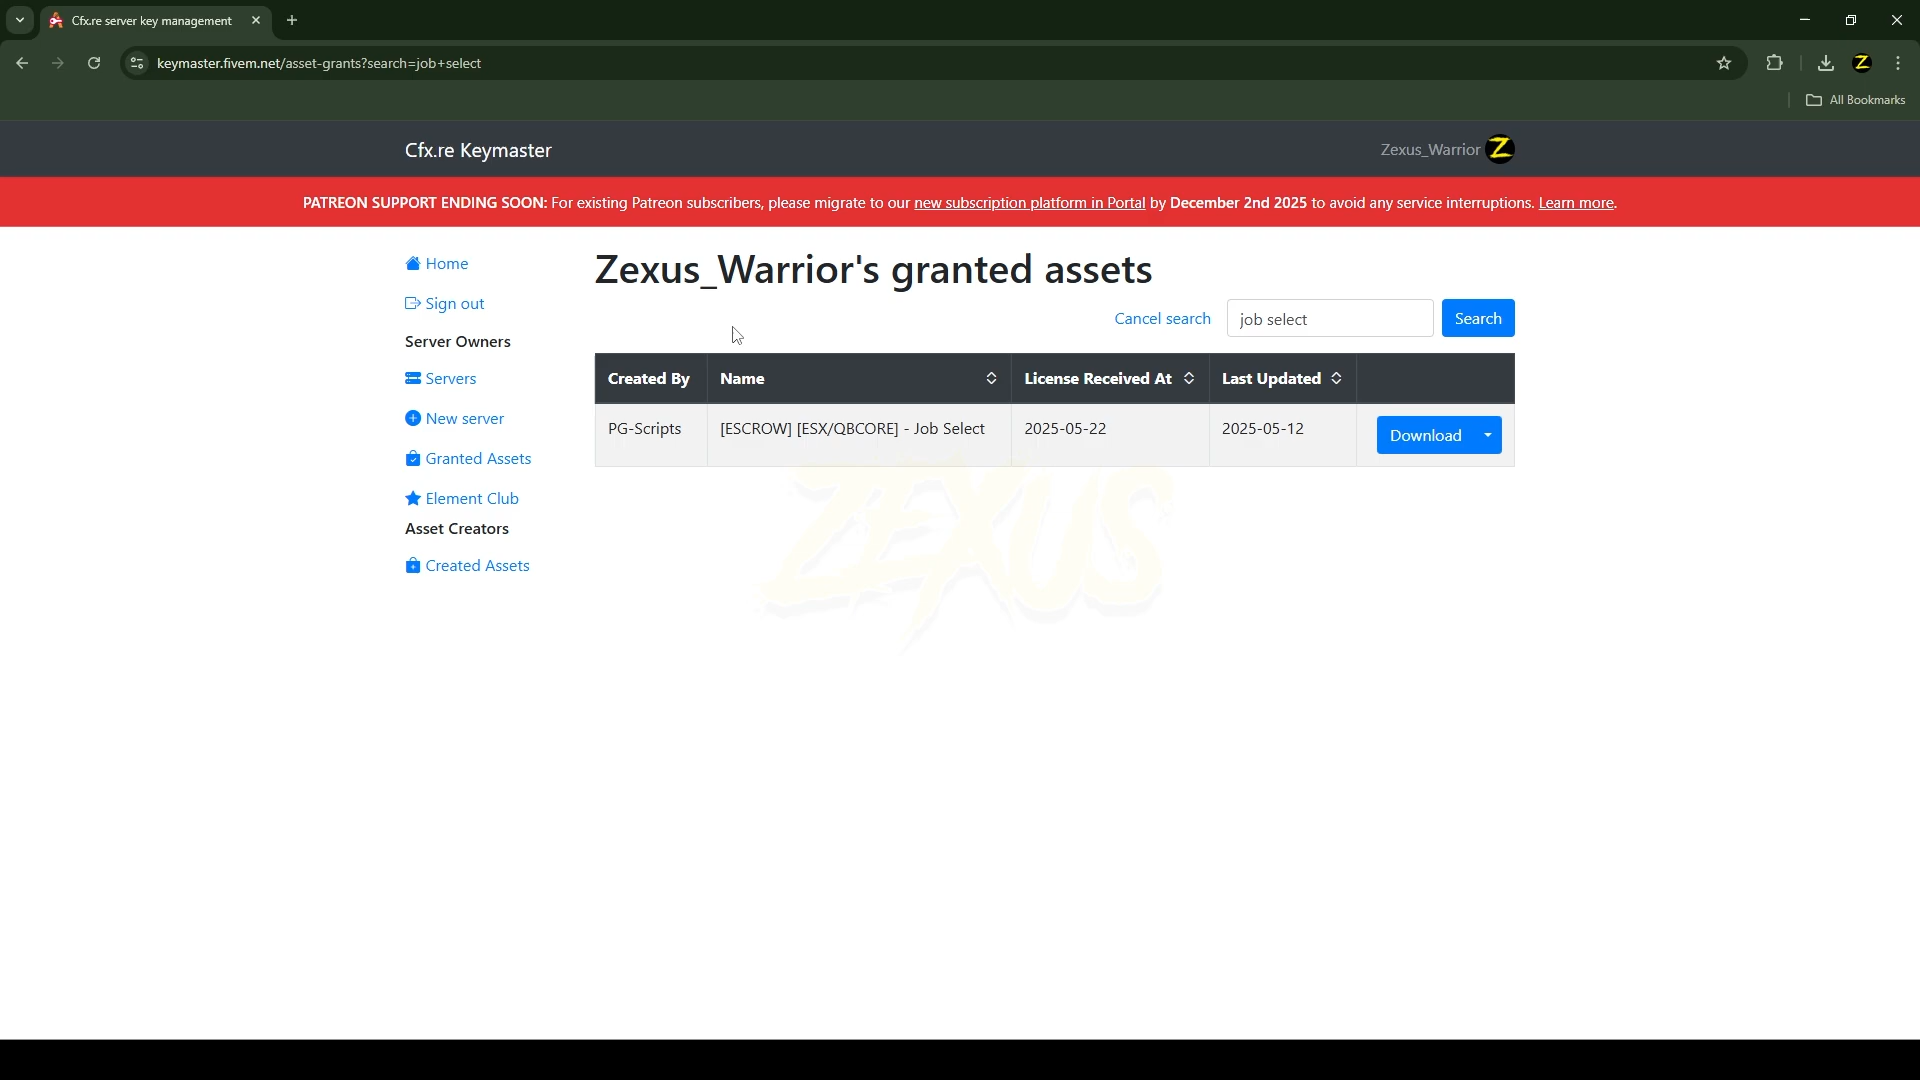 Cfx.re server key management
keymaster.fivem.net/asset-grants?search=job+select
All Bookmarks
Cfx.re Keymaster
Zexus_Warrior Z
PATREON SUPPORT ENDING SOON: For existing Patreon subscribers, please migrate to our new subscription platform in Portal by December 2nd 2025 to avoid any service interruptions. Learn more.
Home
Sign out
Server Owners
Servers
New server
Granted Assets
Element Club
Asset Creators
Created Assets
Zexus_Warrior's granted assets
Cancel search job select Search
Created By Name License Received At Last Updated
PG-Scripts [ESCROW] [ESX/QBCORE] - Job Select 2025-05-22 2025-05-12 Download
ZEXUS